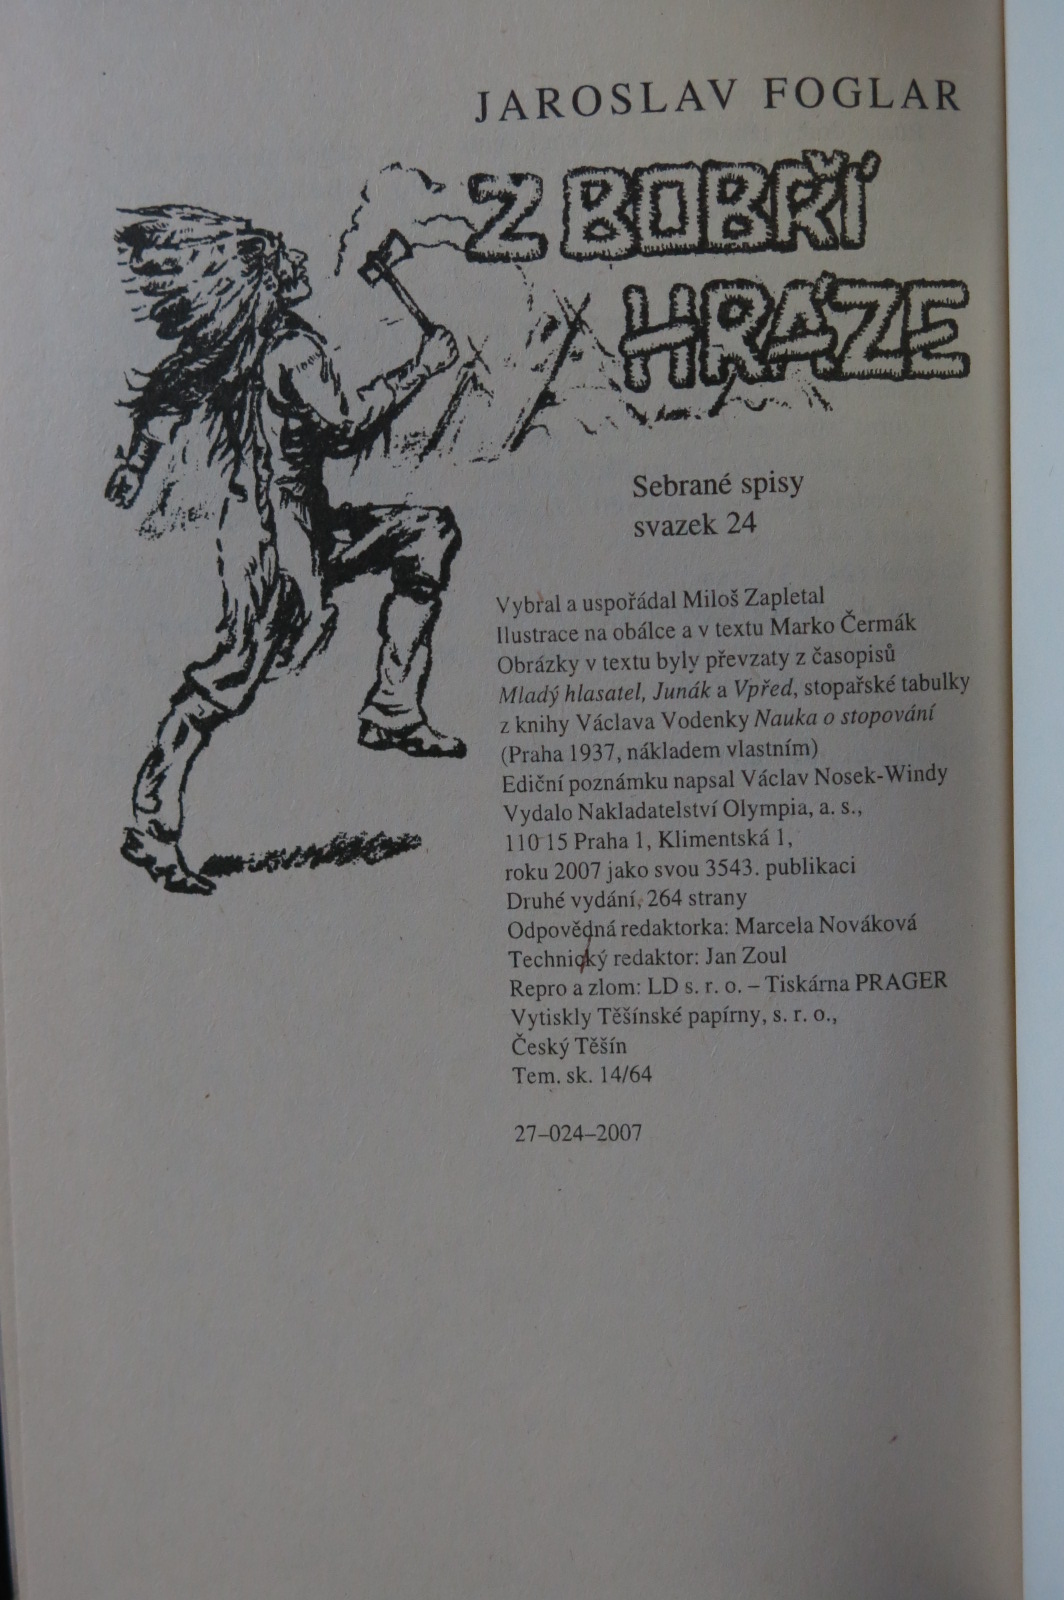 JAROSLAV FOGLAR
Z BOBŘÍ
HRÁZE
Sebrané spisy
svazek 24
Vybral a uspořádal Miloš Zapletal
Ilustrace na obálce a v textu Marko Čermák
Obrázky v textu byly převzaty z časopisů
Mladý hlasatel, Junák a Vpřed, stopařské tabulky
z knihy Václava Vodenky Nauka o stopování
(Praha 1937, nákladem vlastním)
Ediční poznámku napsal Václav Nosek-Windy
Vydalo Nakladatelství Olympia, a. s.,
110 15 Praha 1, Klimentská 1,
roku 2007 jako svou 3543. publikaci
Druhé vydání, 264 strany
Odpovědná redaktorka: Marcela Nováková
Technický redaktor: Jan Zoul
Repro a zlom: LD s. r. o. – Tiskárna PRAGER
Vytiskly Těšínské papírny, s. r. o.,
Český Těšín
Tem. sk. 14/64
27–024–2007